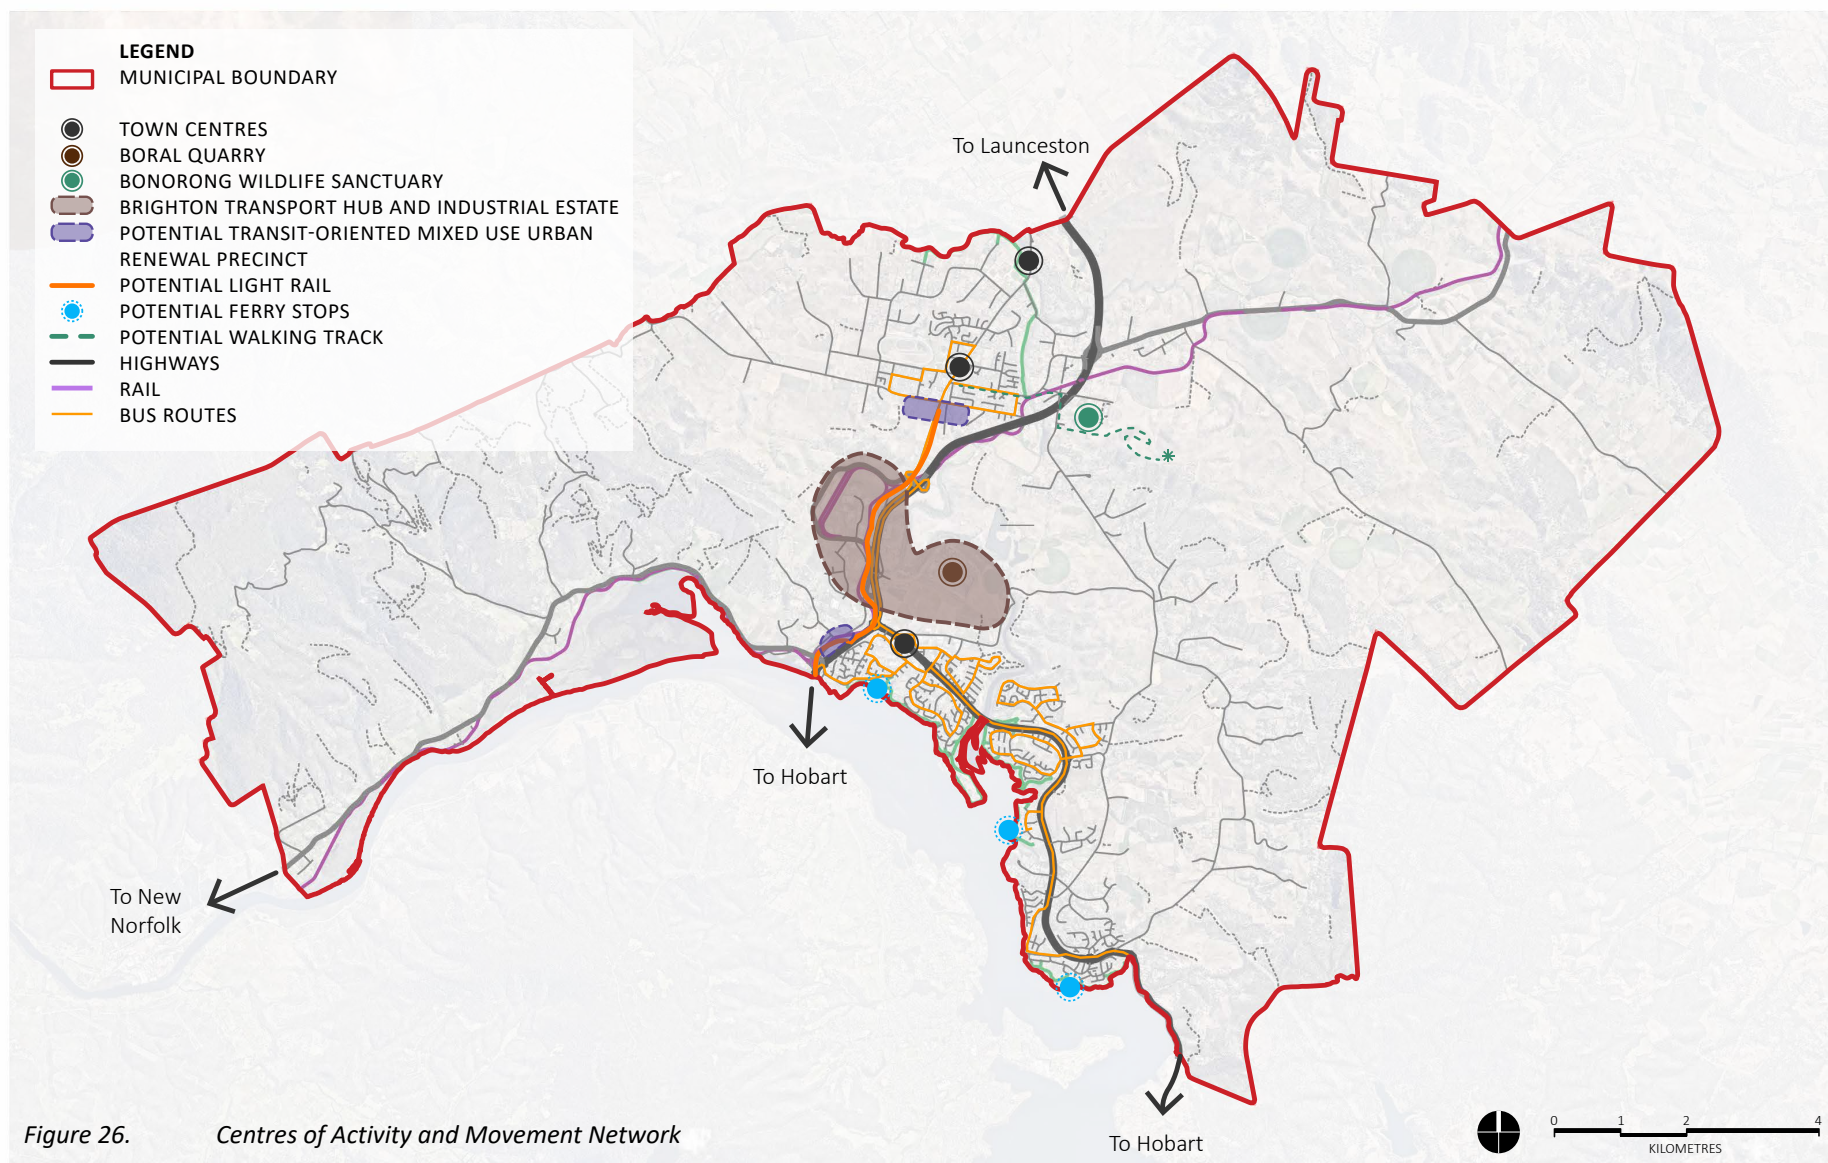 LEGEND
MUNICIPAL BOUNDARY
TOWN CENTRES
BORAL QUARRY
BONORONG WILDLIFE SANCTUARY
BRIGHTON TRANSPORT HUB AND INDUSTRIAL ESTATE
POTENTIAL TRANSIT-ORIENTED MIXED USE URBAN
RENEWAL PRECINCT
POTENTIAL LIGHT RAIL
POTENTIAL FERRY STOPS
POTENTIAL WALKING TRACK
HIGHWAYS
RAIL
BUS ROUTES
To Launceston
To Hobart
To New
Norfolk
To Hobart
Figure 26. Centres of Activity and Movement Network
0 1 2 4
KILOMETRES